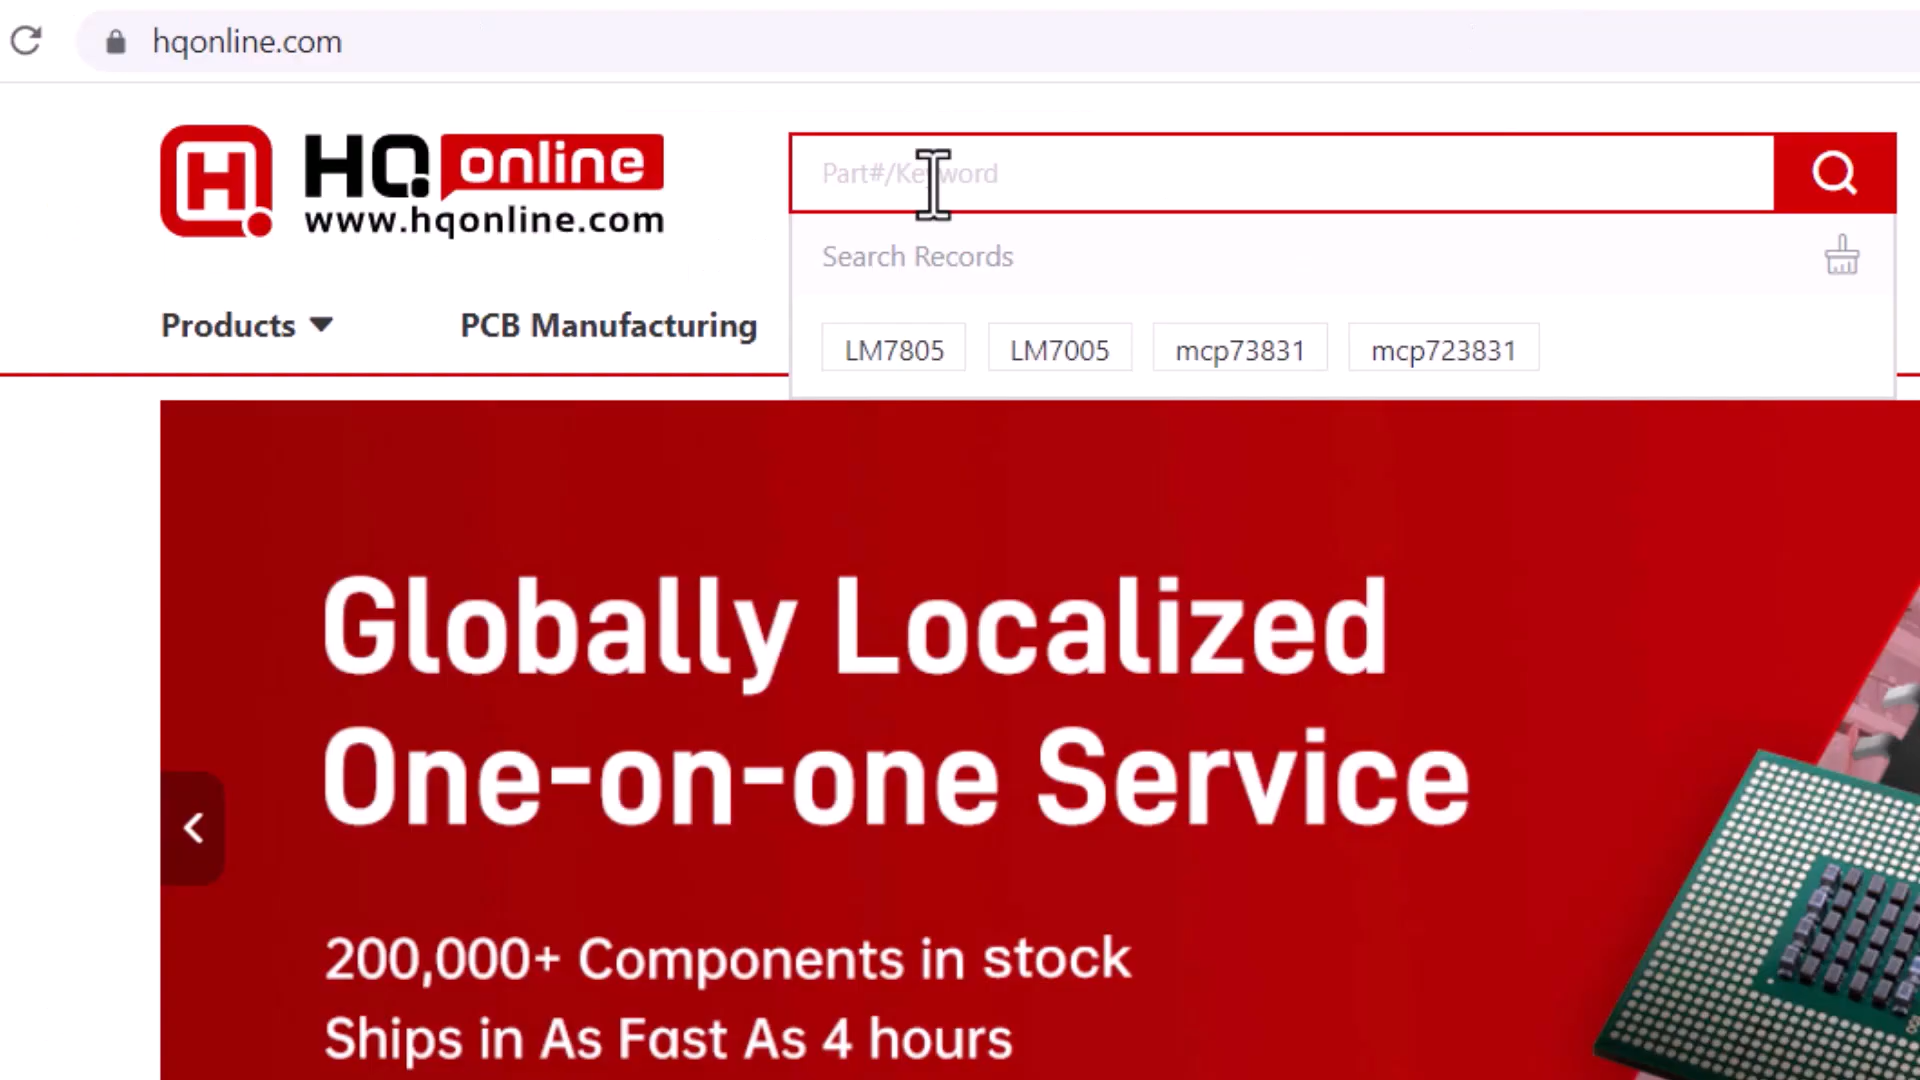 hqonline.com
HQ online
www.hqonline.com
Part#/Keyword
Search Records
LM7805 LM7005 mcp73831 mcp723831
Products PCB Manufacturing
Globally Localized
One-on-one Service
200,000+ Components in stock
Ships in As Fast As 4 hours